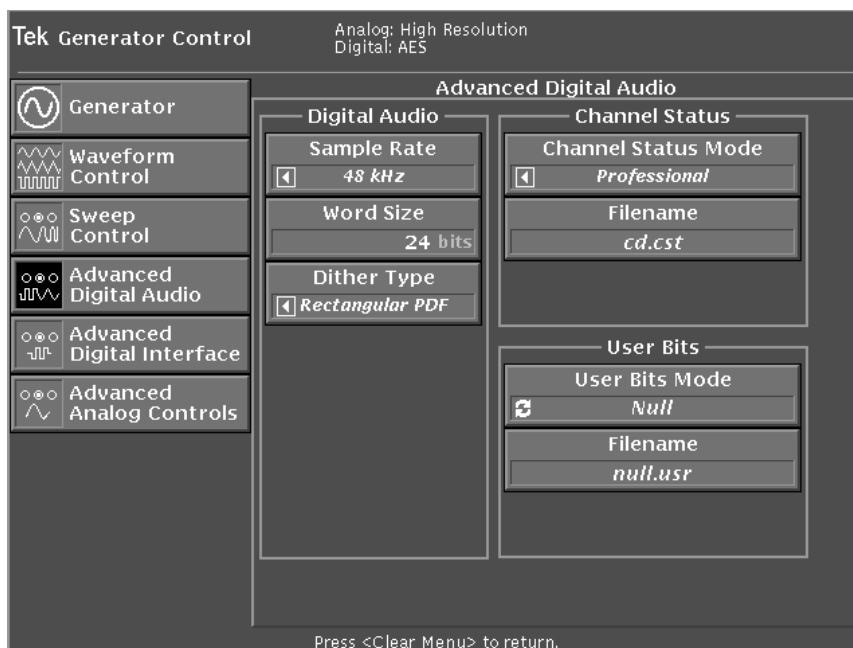 Tek Generator Control
Analog: High Resolution
Digital: AES
Generator
Waveform
Control
Sweep
Control
Advanced
Digital Audio
Advanced
Digital Interface
Advanced
Analog Controls
Advanced Digital Audio
Digital Audio
Sample Rate
48 kHz
Word Size
24 bits
Dither Type
Rectangular PDF
Channel Status
Channel Status Mode
Professional
Filename
cd.cst
User Bits
User Bits Mode
Null
Filename
null.usr
Press <Clear Menu> to return.